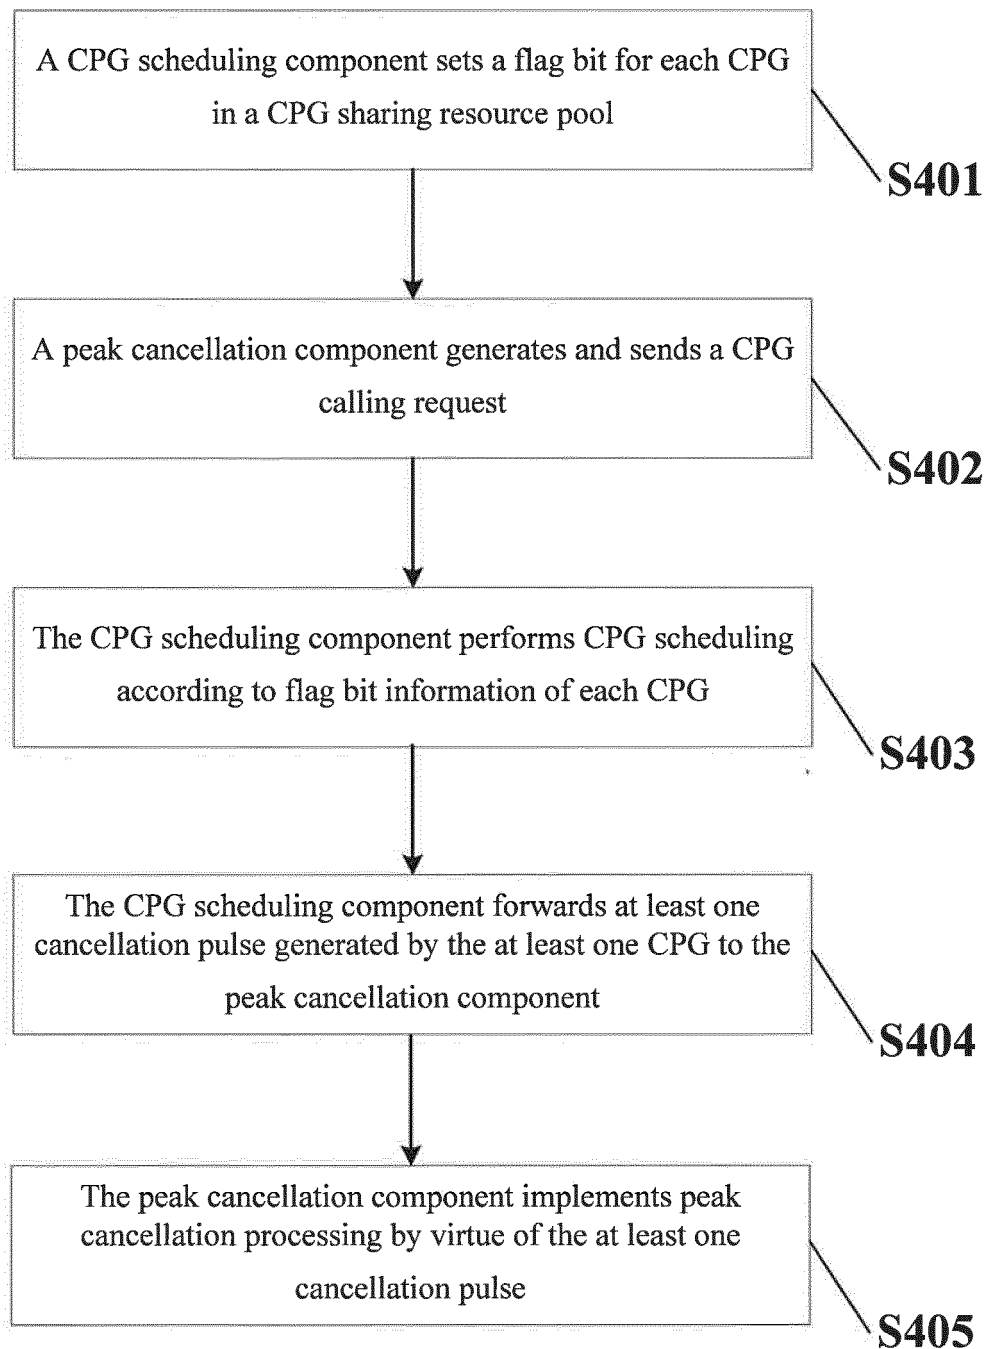 A CPG scheduling component sets a flag bit for each CPG
in a CPG sharing resource pool
S401
A peak cancellation component generates and sends a CPG
calling request
S402
The CPG scheduling component performs CPG scheduling
according to flag bit information of each CPG
S403
The CPG scheduling component forwards at least one
cancellation pulse generated by the at least one CPG to the
peak cancellation component
S404
The peak cancellation component implements peak
cancellation processing by virtue of the at least one
cancellation pulse
S405